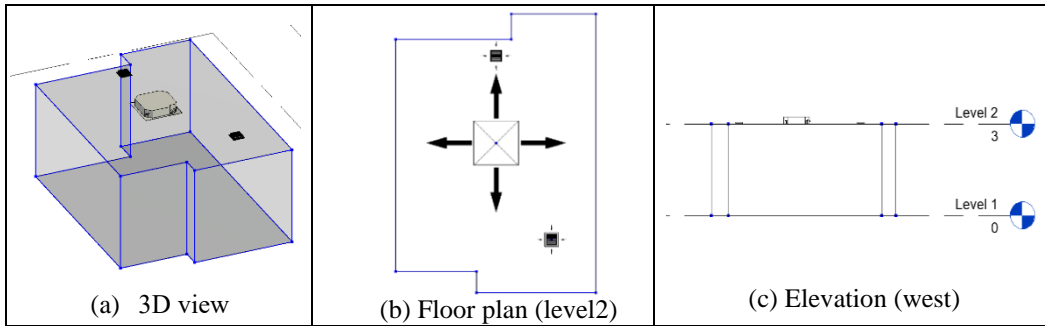 (a) 3D view
(b) Floor plan (level2)
Level 2
3
Level 1
0
(c) Elevation (west)